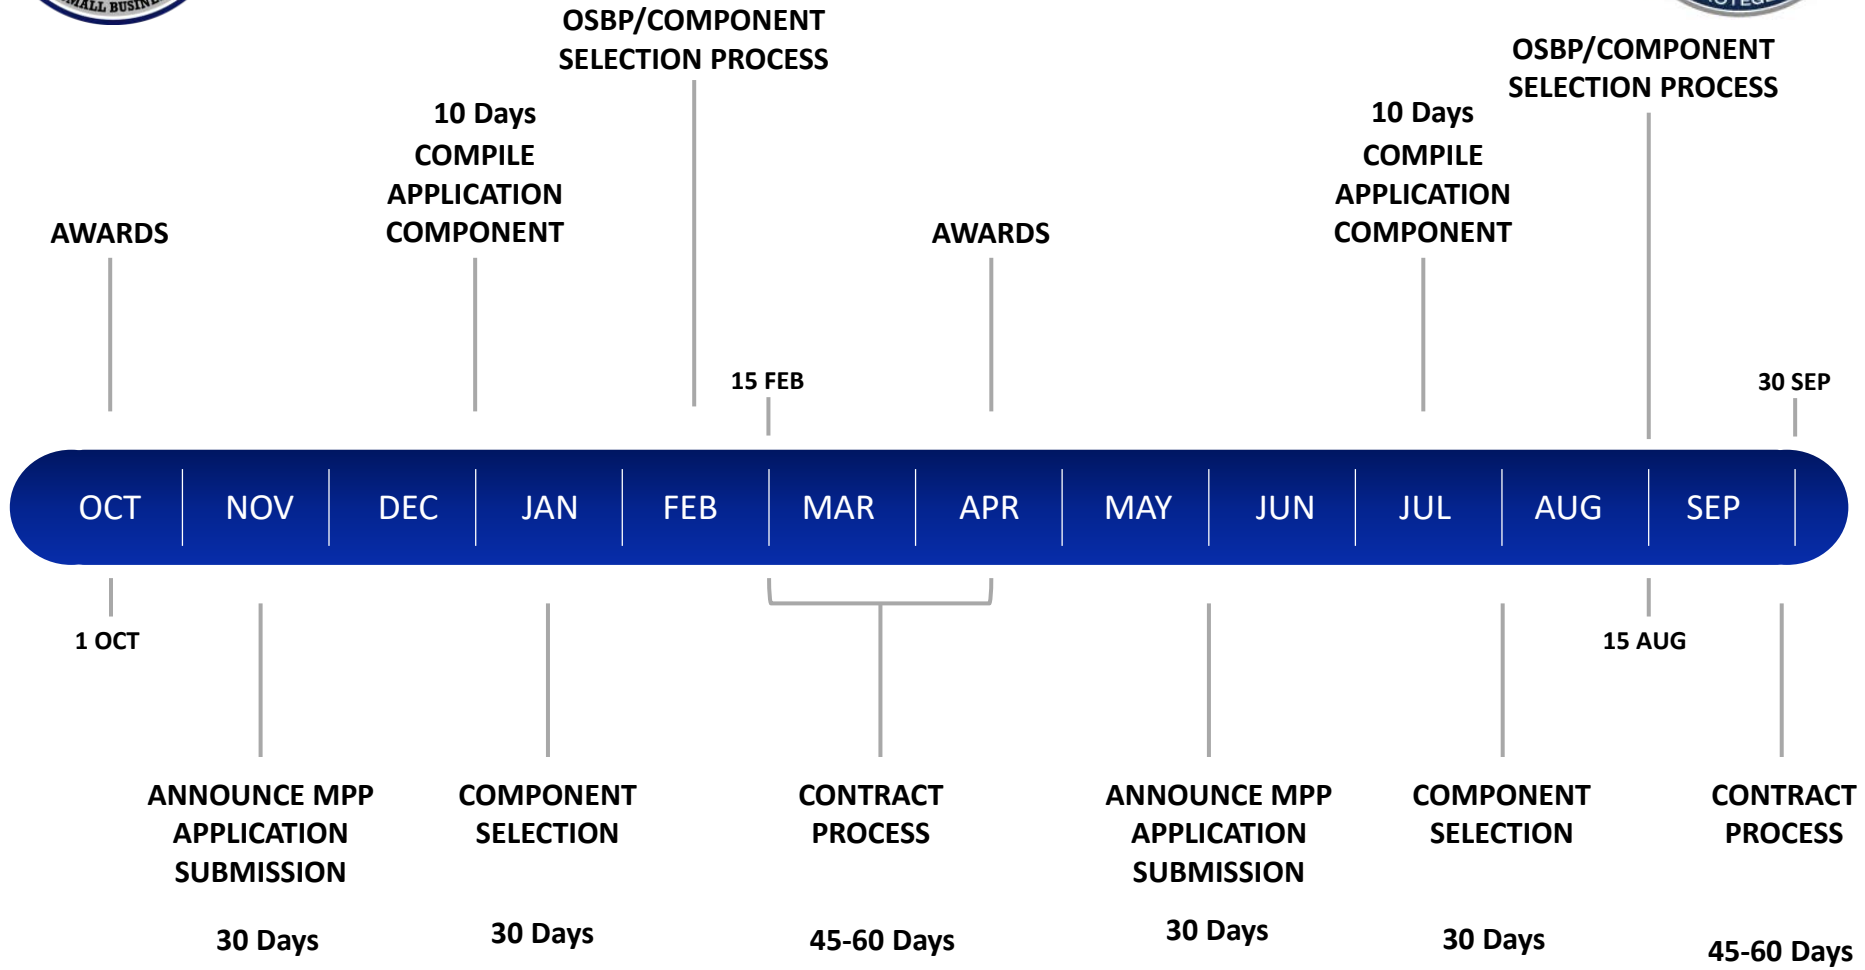 SMALL BUSINE
OSBP/COMPONENT
SELECTION PROCESS
OSBP/COMPONENT
SELECTION PROCESS
10 Days
COMPILE
APPLICATION
COMPONENT
10 Days
COMPILE
APPLICATION
COMPONENT
AWARDS
AWARDS
15 FEB
30 SEP
OCT
NOV
DEC
JAN
FEB
MAR
APR
MAY
JUN
JUL
AUG
SEP
1 OCT
15 AUG
ANNOUNCE MPP
APPLICATION
SUBMISSION
30 Days
COMPONENT
SELECTION
30 Days
CONTRACT
PROCESS
45-60 Days
ANNOUNCE MPP
APPLICATION
SUBMISSION
30 Days
COMPONENT
SELECTION
30 Days
CONTRACT
PROCESS
45-60 Days